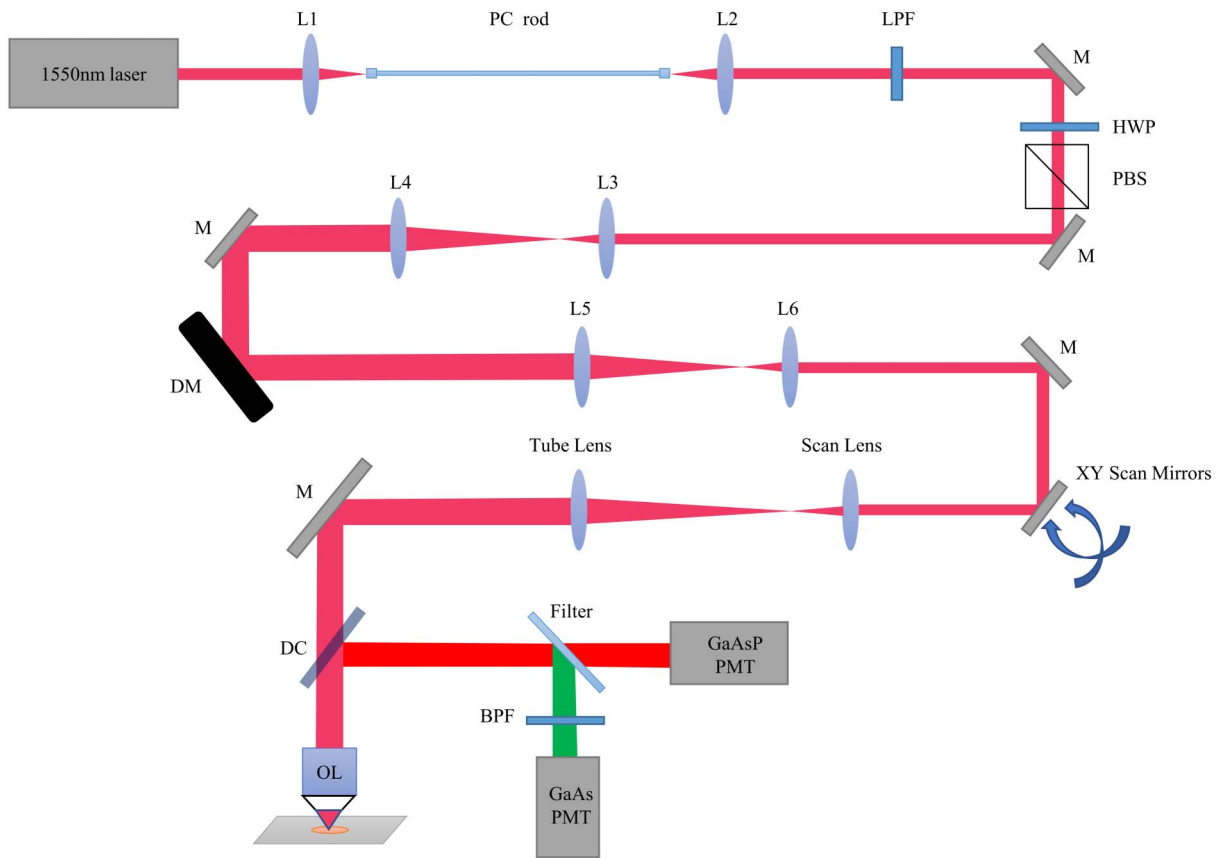 L1
PC rod
L2
LPF
1550nm laser
M
HWP
PBS
L4
L3
M
M
L5
L6
M
DM
Tube Lens
Scan Lens
M
XY Scan Mirrors
Filter
DC
GaAsP
PMT
BPF
OL
GaAs
PMT